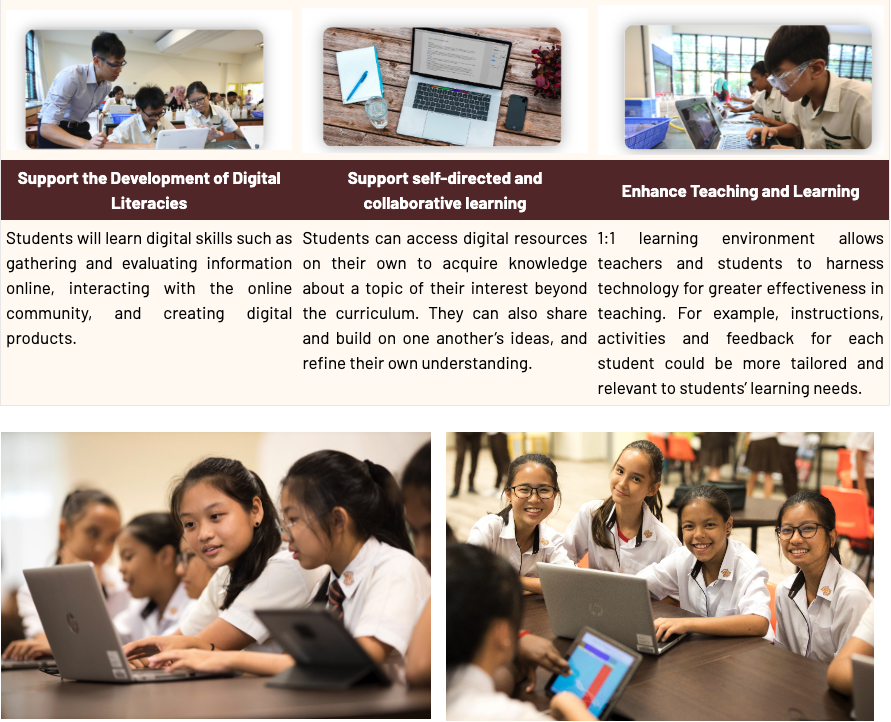 Support the Development of Digital
Literacies
Support self-directed and
collaborative learning
Enhance Teaching and Learning
Students will learn digital skills such as
gathering and evaluating information
online, interacting with the online
community, and creating digital
products.
Students can access digital resources
on their own to acquire knowledge
about a topic of their interest beyond
the curriculum. They can also share
and build on one another’s ideas, and
refine their own understanding.
1:1 learning environment allows
teachers and students to harness
technology for greater effectiveness in
teaching. For example, instructions,
activities and feedback for each
student could be more tailored and
relevant to students’ learning needs.